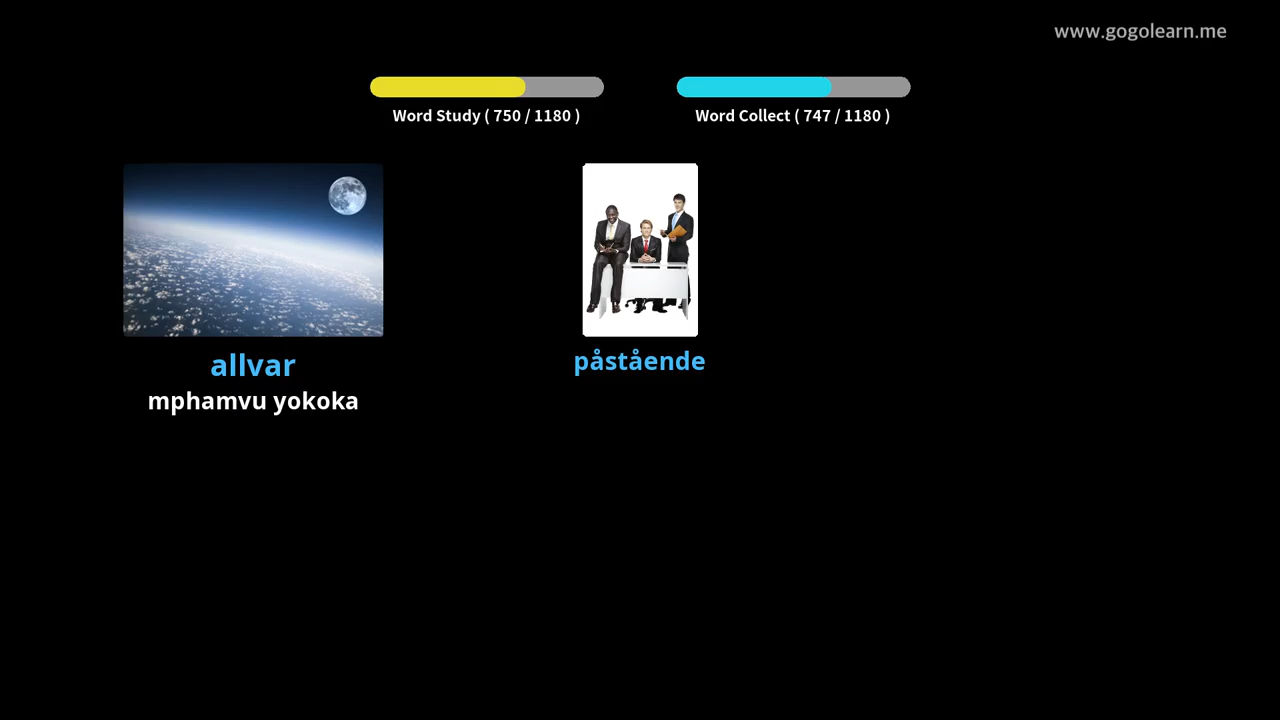 www.gogolearn.me
Word Study ( 750 / 1180 )
Word Collect ( 747 / 1180 )
allvar
mphamvu yokoka
påstående